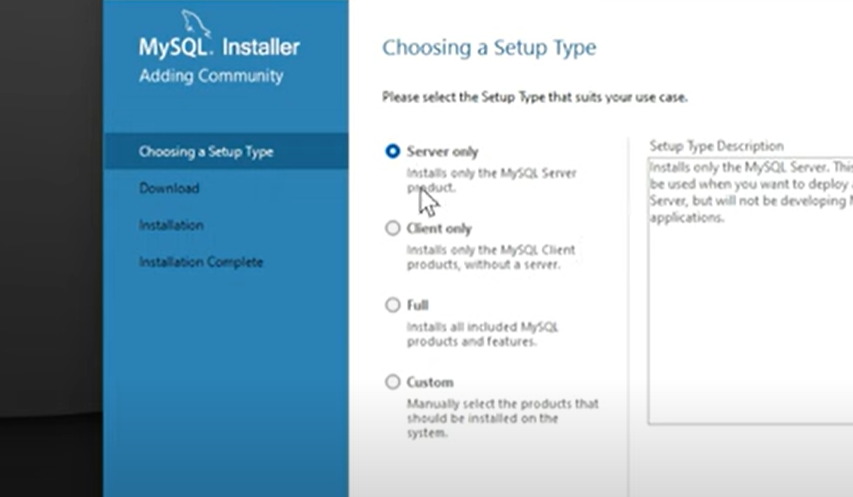 MySQL. Installer
Adding Community
Choosing a Setup Type
Download
Installation
Installation Complete
Choosing a Setup Type
Please select the Setup Type that suits your use case.
Server only
Installs only the MySQL Server
product.
Client only
Installs only the MySQL Client
products, without a server.
Full
Installs all included MySQL
products and features.
Custom
Manually select the products that
should be installed on the
system.
Setup Type Description
Installs only the MySQL Server. This
be used when you want to deploy
Server, but will not be developing
applications.